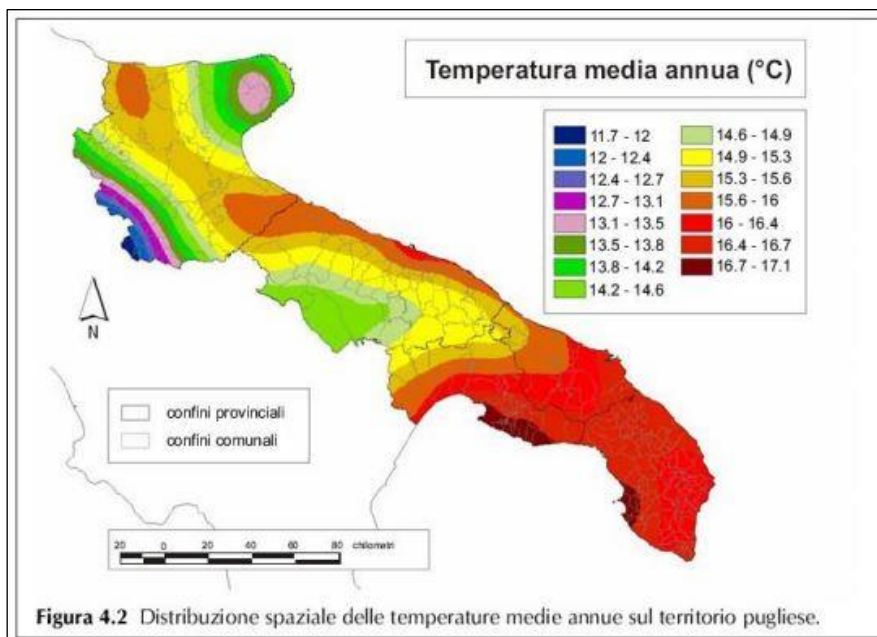 Temperatura media annua (°C)
11.7 - 12
12 - 12.4
12.4 - 12.7
12.7 - 13.1
13.1 - 13.5
13.5 - 13.8
13.8 - 14.2
14.2 - 14.6
14.6 - 14.9
14.9 - 15.3
15.3 - 15.6
15.6 - 16
16 - 16.4
16.4 - 16.7
16.7 - 17.1
N
confini provinciali
confini comunali
20 0 20 40 60 80 chilometri
Figura 4.2 Distribuzione spaziale delle temperature medie annue sul territorio pugliese.